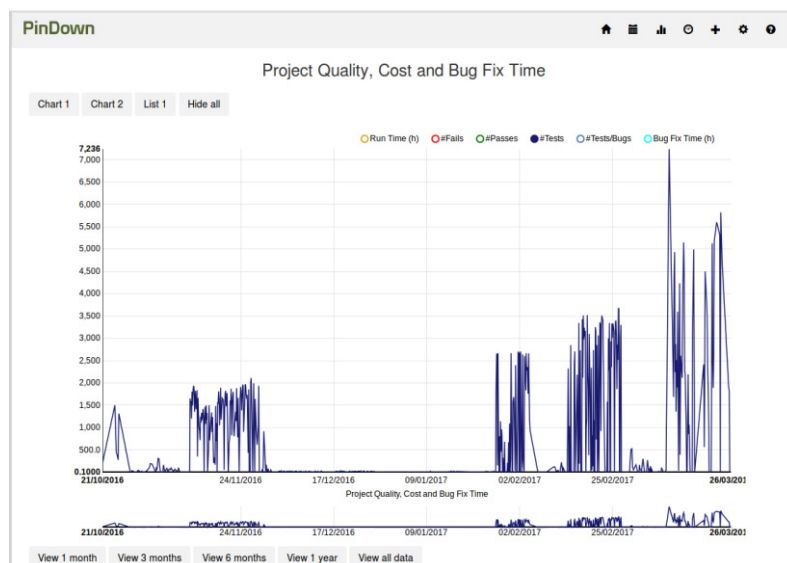 PinDown
Project Quality, Cost and Bug Fix Time
Chart 1 Chart 2 List 1 Hide all
Run Time (h) #Fails #Passes #Tests #Tests/Bugs Bug Fix Time (h)
7,236
7,000
6,500
6,000
5,500
5,000
4,500
4,000
3,500
3,000
2,500
2,000
1,500
1,000
500.0
0.1000
21/10/2016 24/11/2016 17/12/2016 09/01/2017 02/02/2017 25/02/2017 26/03/201
Project Quality, Cost and Bug Fix Time
21/10/2016 24/11/2016 17/12/2016 09/01/2017 02/02/2017 25/02/2017 26/03/201
View 1 month View 3 months View 6 months View 1 year View all data